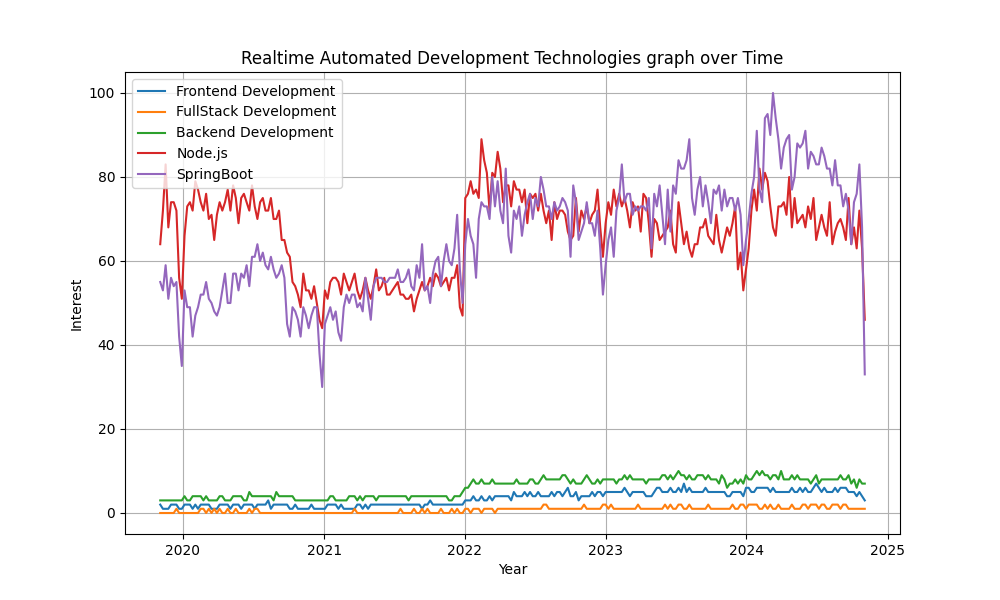 Realtime Automated Development Technologies graph over Time
Frontend Development
FullStack Development
Backend Development
Node.js
SpringBoot
100
80
60
40
20
0
Interest
2020 2021 2022 2023 2024 2025
Year